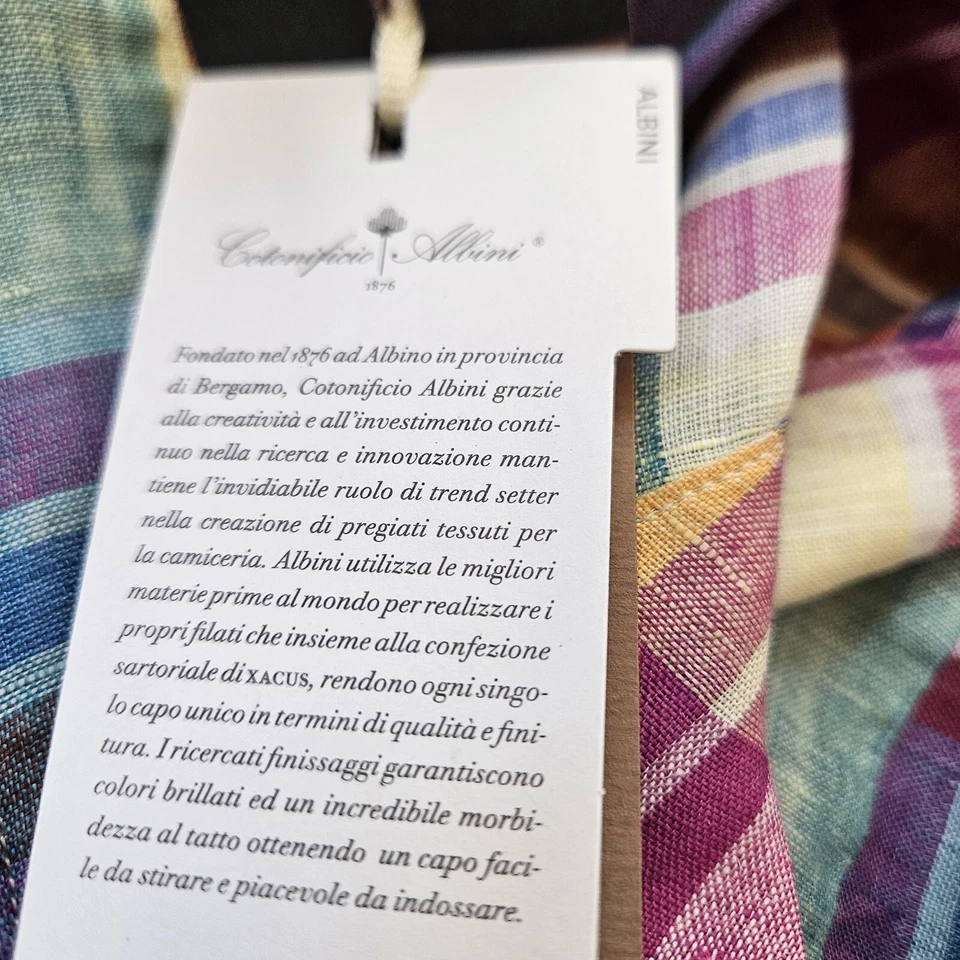 ALBINI
Cotonificio Albini ®
1876
Fondato nel 1876 ad Albino in provincia
di Bergamo, Cotonificio Albini grazie
alla creatività e all'investimento conti-
nuo nella ricerca e innovazione man-
tiene l'invidiabile ruolo di trend setter
nella creazione di pregiati tessuti per
la camiceria. Albini utilizza le migliori
materie prime al mondo per realizzare i
propri filati che insieme alla confezione
sartoriale di XACUS, rendono ogni singo-
lo capo unico in termini di qualità e fini-
tura. I ricercati finissaggi garantiscono
colori brillati ed un incredibile morbi-
dezza al tatto ottenendo un capo faci-
le da stirare e piacevole da indossare.